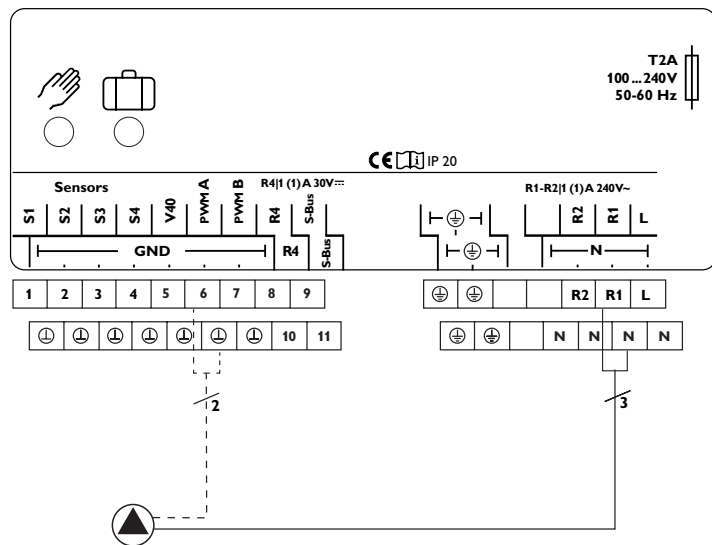 T2A
100 ... 240V
50-60 Hz
CE i IP 20
Sensors
R4|1 (1) A 30V⎓
R1-R2|1 (1) A 240V~
S1 S2 S3 S4 V40 PWM A PWM B R4 S-Bus
R2 R1 L
GND R4 S-Bus
N
1 2 3 4 5 6 7 8 9
R2 R1 L
10 11
N N N N
2
3